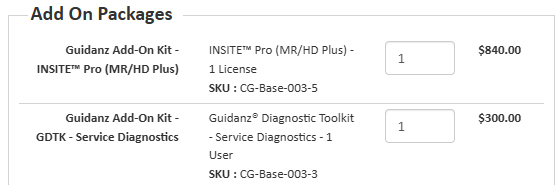 Add On Packages
Guidanz Add-On Kit - INSITE™ Pro (MR/HD Plus) - 1 $840.00
INSITE™ Pro (MR/HD Plus) 1 License
SKU : CG-Base-003-5
Guidanz Add-On Kit - Guidanz® Diagnostic Toolkit 1 $300.00
GDTK - Service Diagnostics - Service Diagnostics - 1
User
SKU : CG-Base-003-3